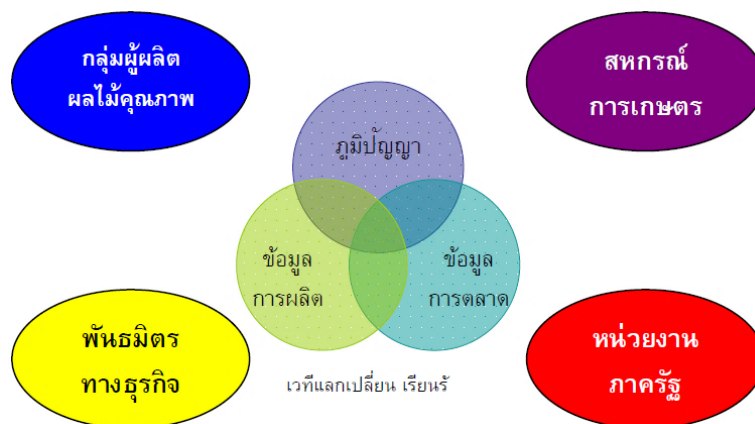 กลุ่มผู้ผลิต
ผลไม้คุณภาพ
สหกรณ์
การเกษตร
ภูมิปัญญา
ข้อมูล
การผลิต
ข้อมูล
การตลาด
พันธมิตร
ทางธุรกิจ
หน่วยงาน
ภาครัฐ
เวทีแลกเปลี่ยน เรียนรั